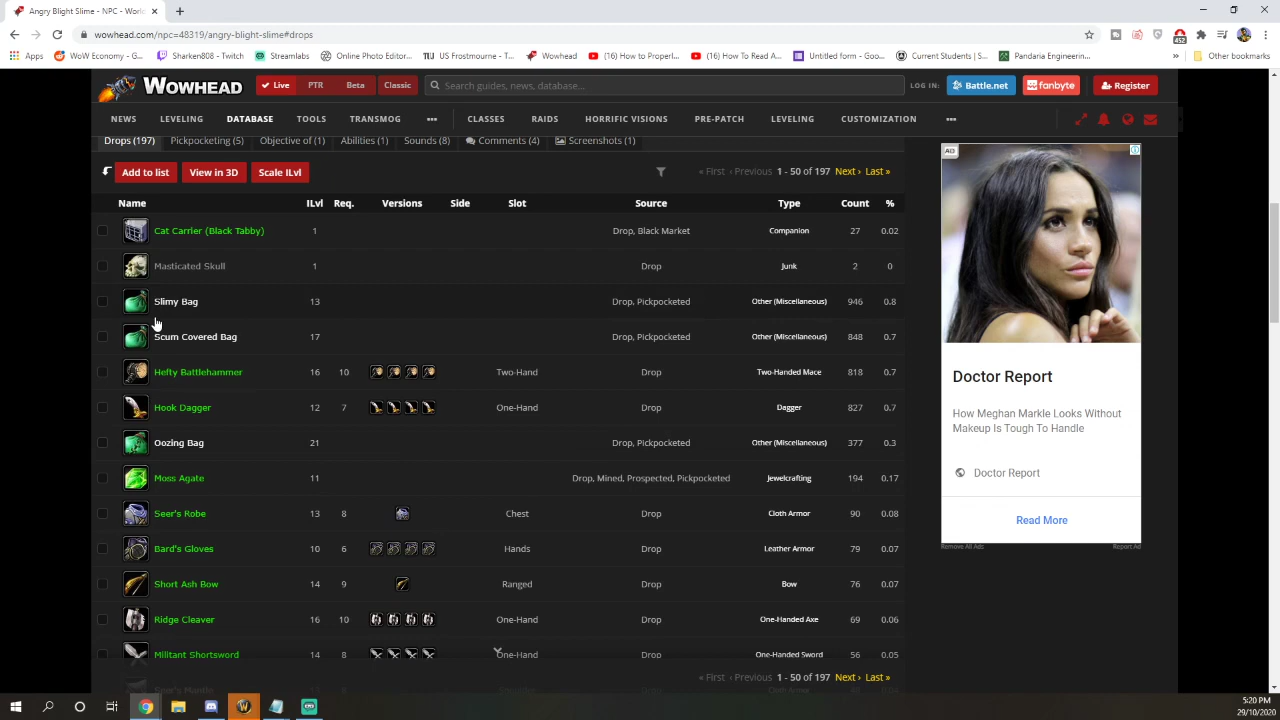 Angry Blight-slime - NPC - Wo
wowhead.com/npc=48319/angry-blight-slime#drops
452
Apps
Booking.com: The l...
Sharken808 - Twitch
Streamlabs
Online Photo Editor...
US Frostmourne - T...
Wowhead
(16) YouTube
(16) How To Read A...
Untitled form - Goo...
Current Student | S...
Pandaria Engineerin...
»
Other bookmarks
WOWHEAD
Live
PTR
Beta
Classic
Search guides, news, database...
LOG IN:
Battle.net
fanbyte
Register
NEWS
LEVELING
DATABASE
TOOLS
TRANSMOG
•••
CLASSES
RAIDS
HORRIFIC VISIONS
PRE-PATCH
LEVELING
CUSTOMIZATION
•••
Drops (197)
Pickpocketing (5)
Objective of (1)
Abilities (1)
Sounds (8)
Comments (4)
Screenshots (1)
Add to list
View in 3D
Scale ILvl
« First ‹ Previous 1 - 50 of 197 Next › Last »
Name ILvl Req. Versions Side Slot Source Type Count %
Cat Carrier (Black Tabby) 1 Drop, Black Market Companion 27 0.02
Masticated Skull 1 Drop Junk 2 0
Slimy Bag 13 Drop, Pickpocketed Other (Miscellaneous) 946 0.8
Scum Covered Bag 17 Drop, Pickpocketed Other (Miscellaneous) 848 0.7
Hefty Battlehammer 16 10 Two-Hand Drop Two-Handed Mace 818 0.7
Hook Dagger 12 7 One-Hand Drop Dagger 827 0.7
Oozing Bag 21 Drop, Pickpocketed Other (Miscellaneous) 377 0.3
Moss Agate 11 Drop, Mined, Prospected, Pickpocketed Jewelcrafting 194 0.17
Seer's Robe 13 8 Chest Drop Cloth Armor 90 0.08
Bard's Gloves 10 6 Hands Drop Leather Armor 79 0.07
Short Ash Bow 14 9 Ranged Drop Bow 76 0.07
Ridge Cleaver 16 10 One-Hand Drop One-Handed Axe 69 0.06
Militant Shortsword 14 8 One-Hand Drop One-Handed Sword 56 0.05
« First ‹ Previous 1 - 50 of 197 Next › Last »
AD
Doctor Report
How Meghan Markle Looks Without
Makeup Is Tough To Handle
Doctor Report
Read More
Remove All Ads
Report Ad
5:20 PM
29/10/2020